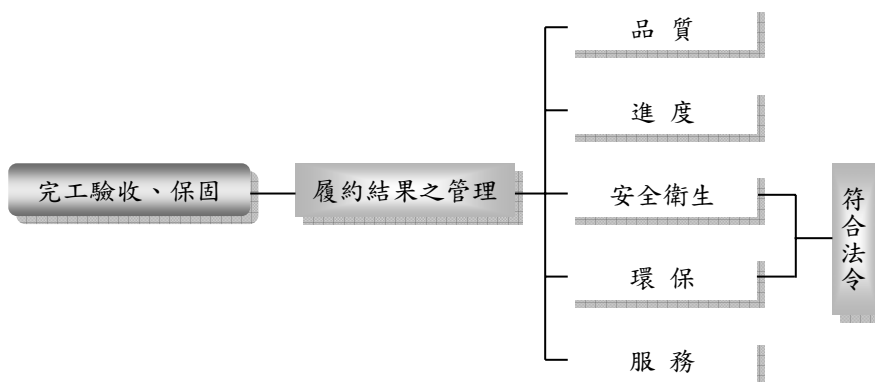 完工驗收、保固
履約結果之管理
品 質
進 度
安全衛生
環 保
服 務
符合法令